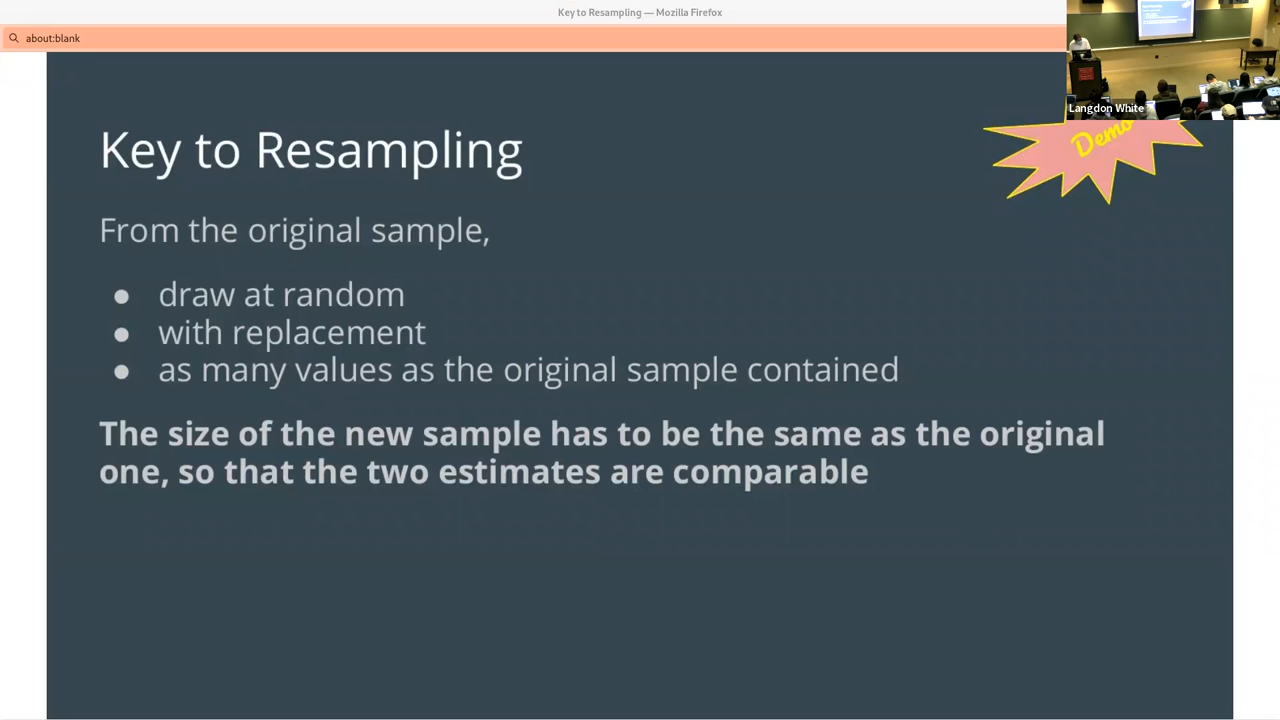 Key to Resampling — Mozilla Firefox
about:blank
Langdon White
Demo
Key to Resampling
From the original sample,
● draw at random
● with replacement
● as many values as the original sample contained
The size of the new sample has to be the same as the original
one, so that the two estimates are comparable